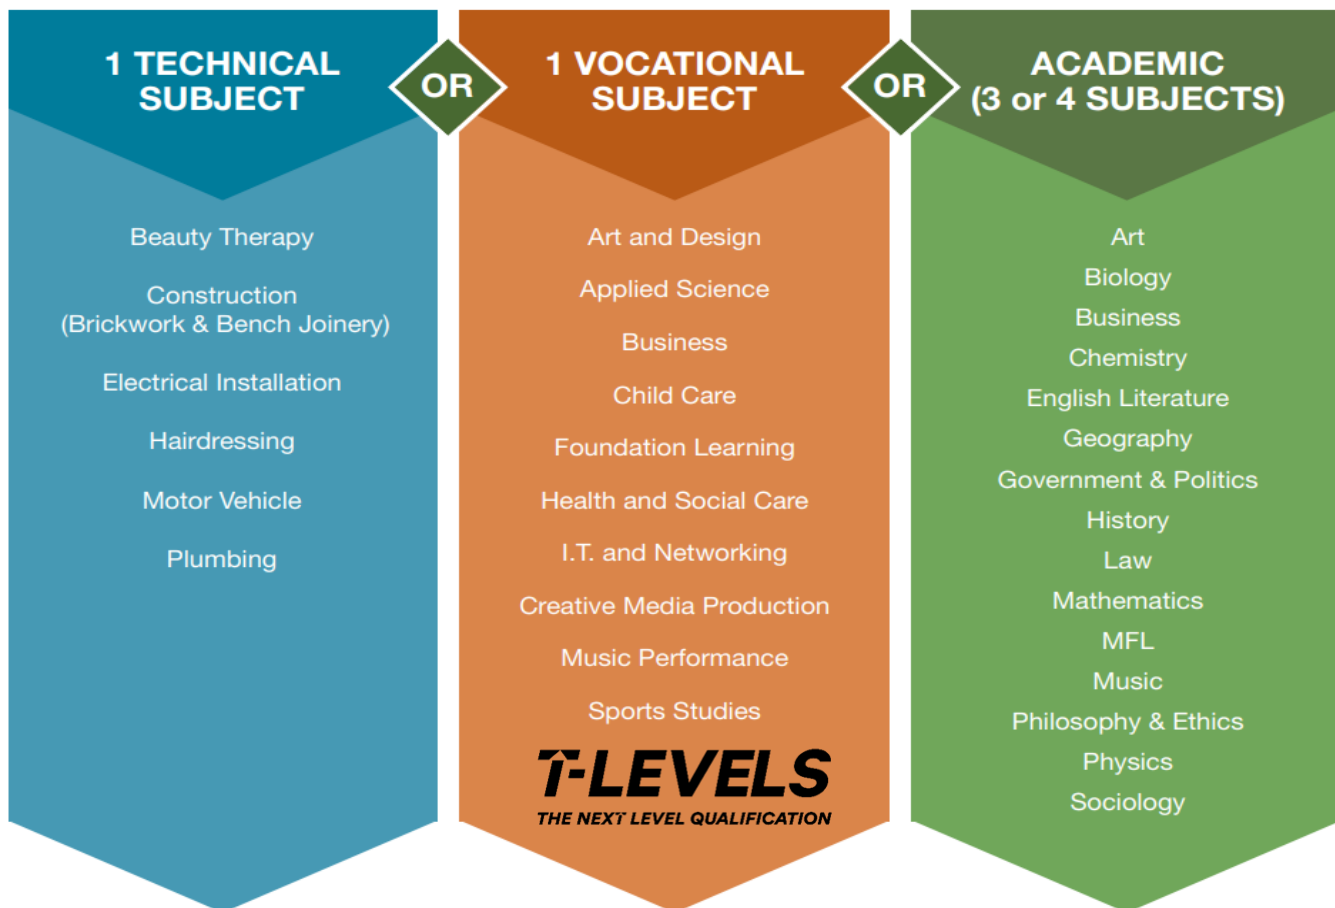 1 TECHNICAL
SUBJECT
Beauty Therapy
Construction
(Brickwork & Bench Joinery)
Electrical Installation
Hairdressing
Motor Vehicle
Plumbing
OR
1 VOCATIONAL
SUBJECT
Art and Design
Applied Science
Business
Child Care
Foundation Learning
Health and Social Care
I.T. and Networking
Creative Media Production
Music Performance
Sports Studies
T-LEVELS
THE NEXT LEVEL QUALIFICATION
OR
ACADEMIC
(3 or 4 SUBJECTS)
Art
Biology
Business
Chemistry
English Literature
Geography
Government & Politics
History
Law
Mathematics
MFL
Music
Philosophy & Ethics
Physics
Sociology